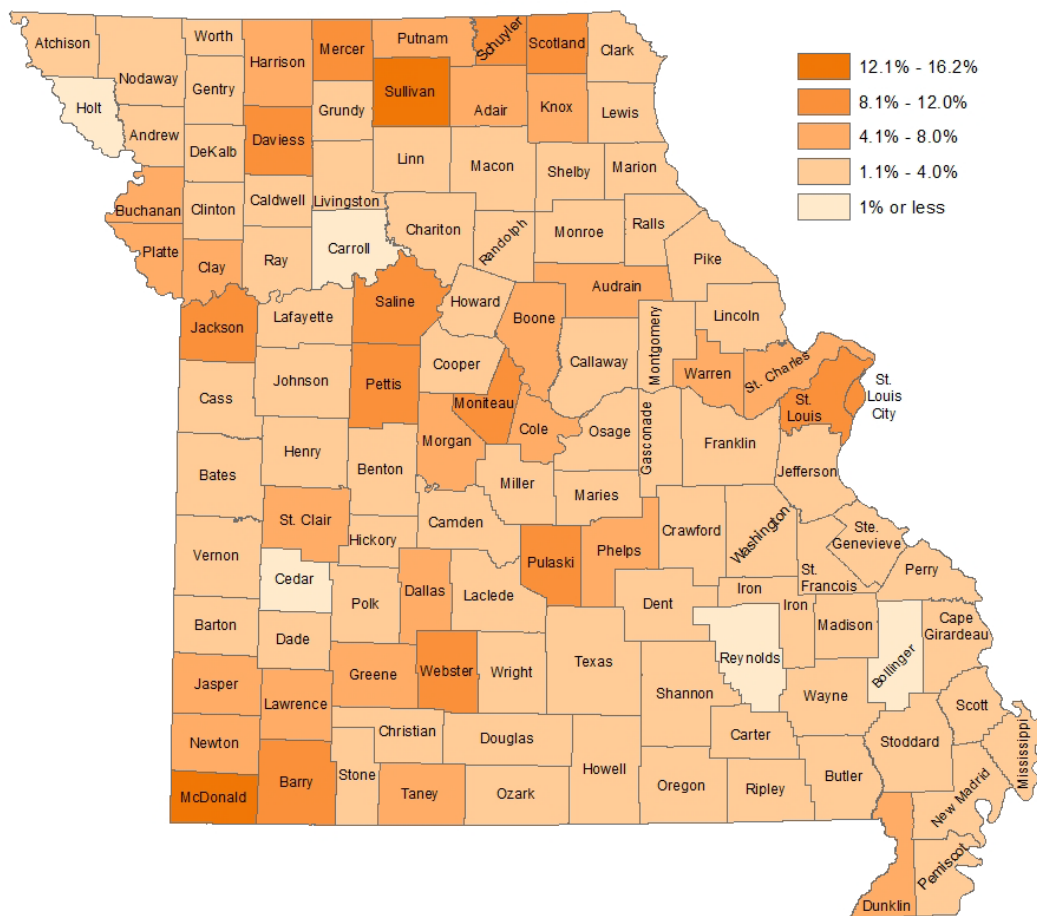 Atchison
Nodaway
Worth
Harrison
Mercer
Putnam
Schuyler
Scotland
Clark
12.1% - 16.2%
8.1% - 12.0%
4.1% - 8.0%
1.1% - 4.0%
1% or less
Holt
Andrew
Gentry
Grundy
Sullivan
Adair
Knox
Lewis
DeKalb
Daviess
Linn
Macon
Shelby
Marion
Buchanan
Clinton
Caldwell
Livingston
Carroll
Chariton
Randolph
Monroe
Ralls
Pike
Platte
Clay
Ray
Saline
Howard
Boone
Audrain
Montgomery
Lincoln
Jackson
Lafayette
Cooper
Callaway
Warren
St. Charles
St.
Louis
St.
Louis
City
Cass
Johnson
Pettis
Moniteau
Cole
Osage
Gasconade
Franklin
Jefferson
Bates
Henry
Benton
Morgan
Miller
Maries
Vernon
St. Clair
Hickory
Camden
Pulaski
Phelps
Crawford
Washington
St.
Francois
Ste.
Genevieve
Perry
Cedar
Polk
Dallas
Laclede
Dent
Iron
Iron
Madison
Bollinger
Cape
Girardeau
Barton
Dade
Greene
Webster
Wright
Texas
Shannon
Reynolds
Wayne
Scott
Mississippi
Jasper
Lawrence
Christian
Douglas
Howell
Carter
Butler
Stoddard
New Madrid
Newton
McDonald
Barry
Stone
Taney
Ozark
Oregon
Ripley
Dunklin
Pemiscot